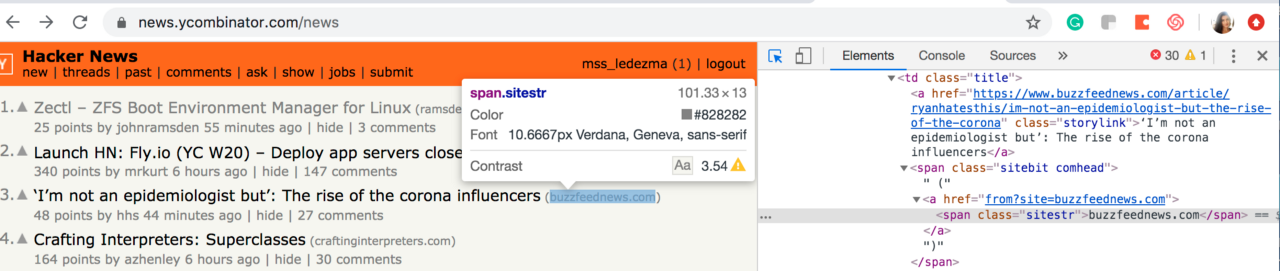 news.ycombinator.com/news
Y Hacker News
new | threads | past | comments | ask | show | jobs | submit
mss_ledezma (1) | logout
1. Zectl – ZFS Boot Environment Manager for Linux (ramsde
25 points by johnramsden 55 minutes ago | hide | 3 comments
2. Launch HN: Fly.io (YC W20) – Deploy app servers close
340 points by mrkurt 6 hours ago | hide | 147 comments
3. ‘I’m not an epidemiologist but’: The rise of the corona influencers (buzzfeednews.com)
48 points by hhs 44 minutes ago | hide | 27 comments
4. Crafting Interpreters: Superclasses (craftinginterpreters.com)
164 points by azhenley 6 hours ago | hide | 30 comments
span.sitestr 101.33 × 13
Color #828282
Font 10.6667px Verdana, Geneva, sans-serif
Contrast Aa 3.54
Elements Console Sources » 30 1
<td class="title">
<a href="https://www.buzzfeednews.com/article/
ryanhatesthis/im-not-an-epidemiologist-but-the-rise-
of-the-corona" class="storylink">‘I’m not an
epidemiologist but’: The rise of the corona
influencers</a>
<span class="sitebit comhead">
" ("
<a href="from?site=buzzfeednews.com">
... <span class="sitestr">buzzfeednews.com</span> == $
</a>
")"
</span>